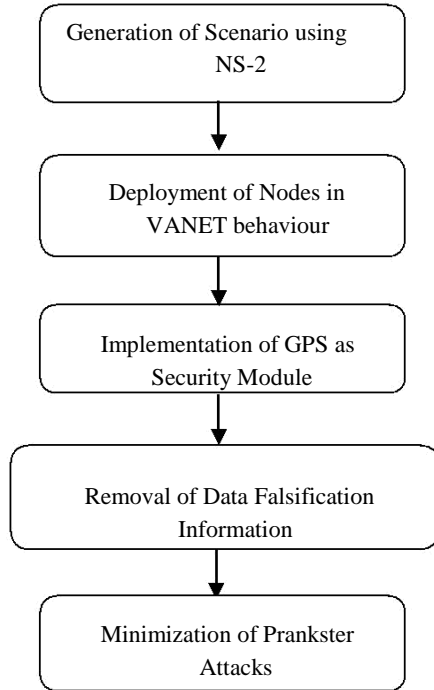 Generation of Scenario using
NS-2
Deployment of Nodes in
VANET behaviour
Implementation of GPS as
Security Module
Removal of Data Falsification
Information
Minimization of Prankster
Attacks